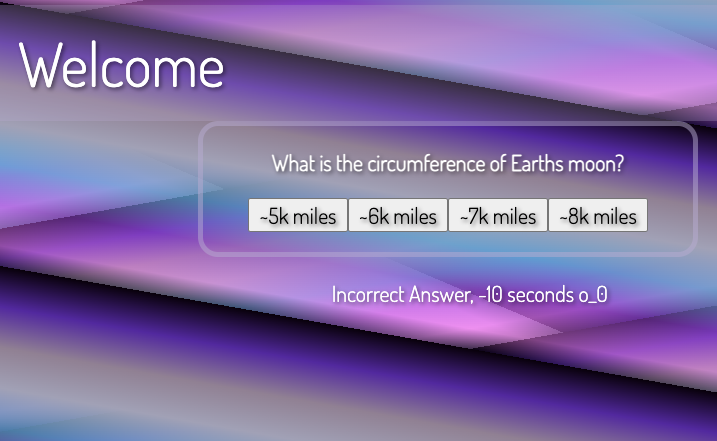 Welcome
What is the circumference of Earths moon?
~5k miles ~6k miles ~7k miles ~8k miles
Incorrect Answer, -10 seconds o_0